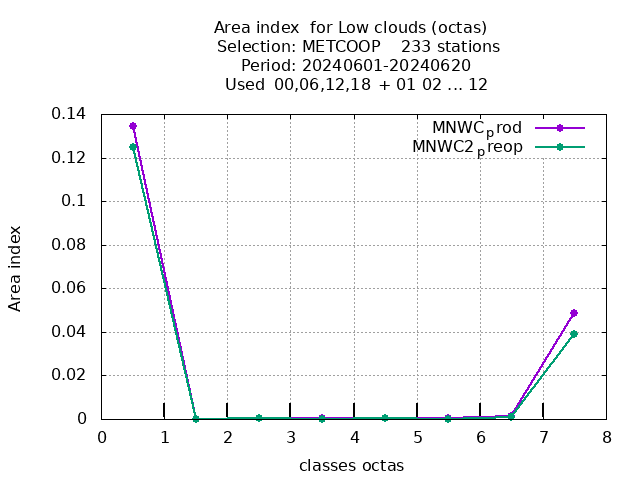 Area index  for Low clouds (octas)
Selection: METCOOP    233 stations
Period: 20240601-20240620
Used  00,06,12,18 + 01 02 ... 12
MNWC_prod
MNWC2_preop
0.14
0.12
0.1
0.08
0.06
0.04
0.02
0
Area index
0 1 2 3 4 5 6 7 8
classes octas